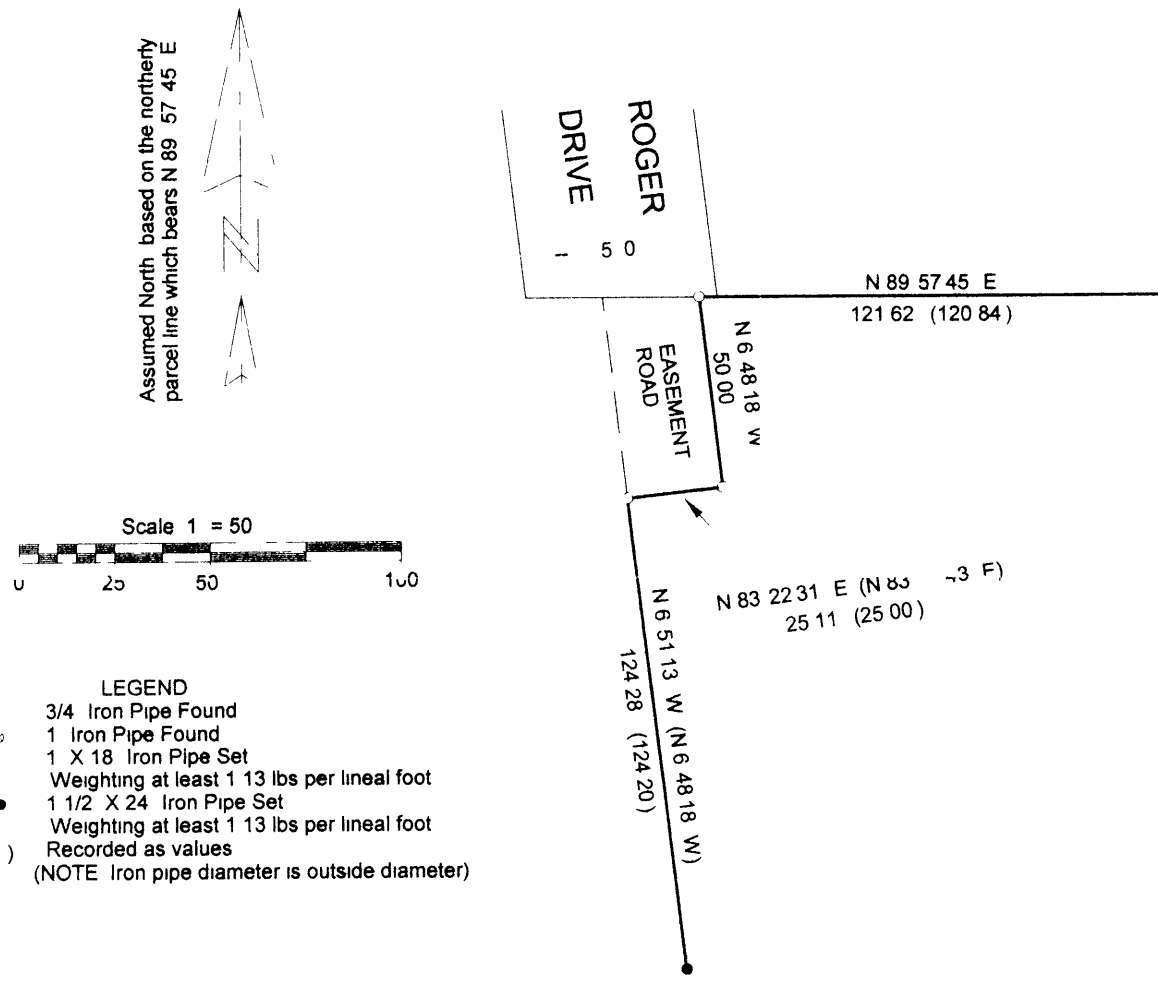 Assumed North based on the northerly
parcel line which bears N 89 57 45 E
N
ROGER
DRIVE
– 5 0
N 89 57 45 E
121 62 (120 84 )
N 6 48 18 W
50 00
EASEMENT
ROAD
Scale 1 = 50
25 50
N 83 22 31 E (N 83
25 11 (25 00 )
N 6 51 13 W (N 6 48 18 W)
124 28 (124 20 )
LEGEND
3/4 Iron Pipe Found
1 Iron Pipe Found
1 X 18 Iron Pipe Set
Weighting at least 1 13 lbs per lineal foot
1 1/2 X 24 Iron Pipe Set
Weighting at least 1 13 lbs per lineal foot
) Recorded as values
(NOTE Iron pipe diameter is outside diameter)